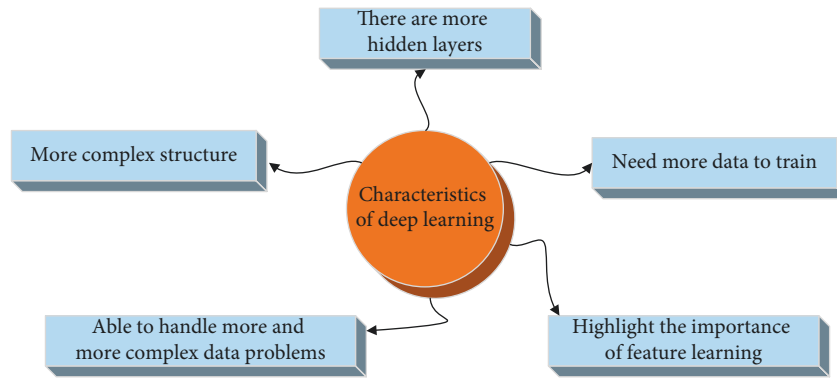 There are more
hidden layers
More complex structure
Need more data to train
Characteristics
of deep learning
Able to handle more and
more complex data problems
Highlight the importance
of feature learning